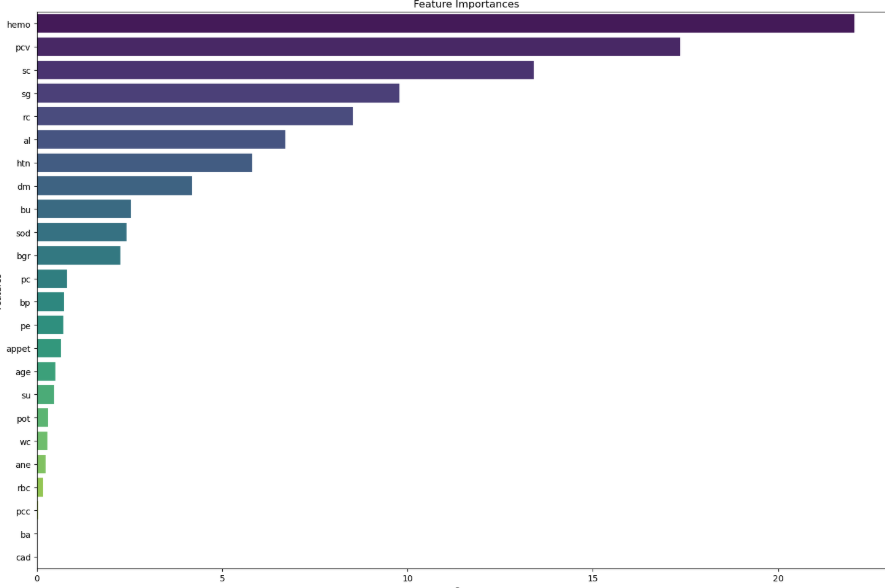 Feature Importances
hemo
pcv
sc
sg
rc
al
htn
dm
bu
sod
bgr
pc
bp
pe
appet
age
su
pot
wc
ane
rbc
pcc
ba
cad
0 5 10 15 20